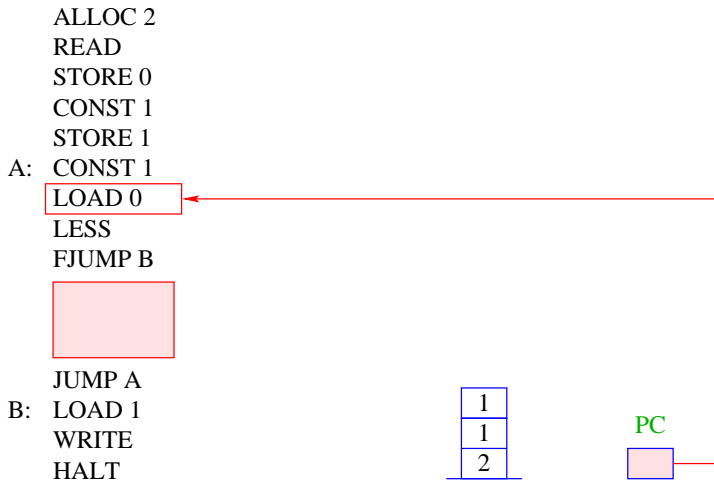 ALLOC 2
READ
STORE 0
CONST 1
STORE 1
A: CONST 1
LOAD 0
LESS
FJUMP B
JUMP A
B: LOAD 1
WRITE
HALT
1
1
2
PC